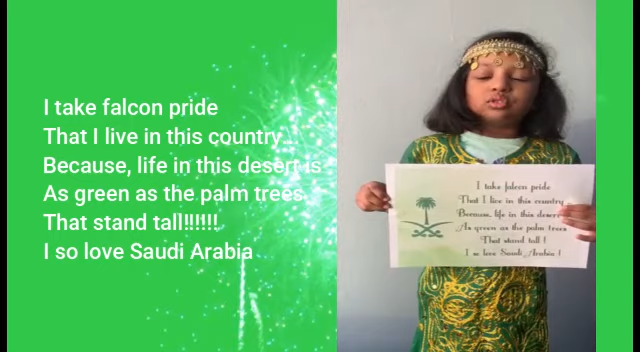 I take falcon pride
That I live in this country
Because, life in this desert is
As green as the palm trees
That stand tall!!!!!!
I so love Saudi Arabia
I take falcon pride
That I live in this country
Because, life in this desert
As green as the palm trees
That stand tall !
I so love Saudi Arabia !